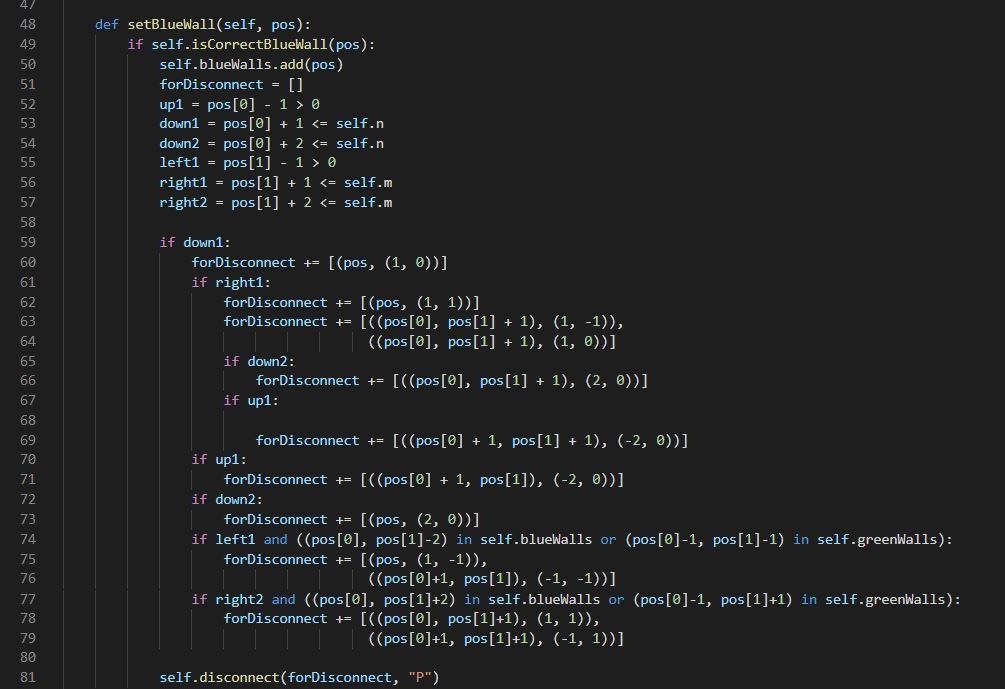 47
48 def setBlueWall(self, pos):
49 if self.isCorrectBlueWall(pos):
50 self.blueWalls.add(pos)
51 forDisconnect = []
52 up1 = pos[0] - 1 > 0
53 down1 = pos[0] + 1 <= self.n
54 down2 = pos[0] + 2 <= self.n
55 left1 = pos[1] - 1 > 0
56 right1 = pos[1] + 1 <= self.m
57 right2 = pos[1] + 2 <= self.m
58
59 if down1:
60 forDisconnect += [(pos, (1, 0))]
61 if right1:
62 forDisconnect += [(pos, (1, 1))]
63 forDisconnect += [((pos[0], pos[1] + 1), (1, -1)),
64 ((pos[0], pos[1] + 1), (1, 0))]
65 if down2:
66 forDisconnect += [((pos[0], pos[1] + 1), (2, 0))]
67 if up1:
68
69 forDisconnect += [((pos[0] + 1, pos[1] + 1), (-2, 0))]
70 if up1:
71 forDisconnect += [((pos[0] + 1, pos[1]), (-2, 0))]
72 if down2:
73 forDisconnect += [(pos, (2, 0))]
74 if left1 and ((pos[0], pos[1]-2) in self.blueWalls or (pos[0]-1, pos[1]-1) in self.greenWalls):
75 forDisconnect += [(pos, (1, -1)),
76 ((pos[0]+1, pos[1]), (-1, -1))]
77 if right2 and ((pos[0], pos[1]+2) in self.blueWalls or (pos[0]-1, pos[1]+1) in self.greenWalls):
78 forDisconnect += [((pos[0], pos[1]+1), (1, 1)),
79 ((pos[0]+1, pos[1]+1), (-1, 1))]
80
81 self.disconnect(forDisconnect, "P")